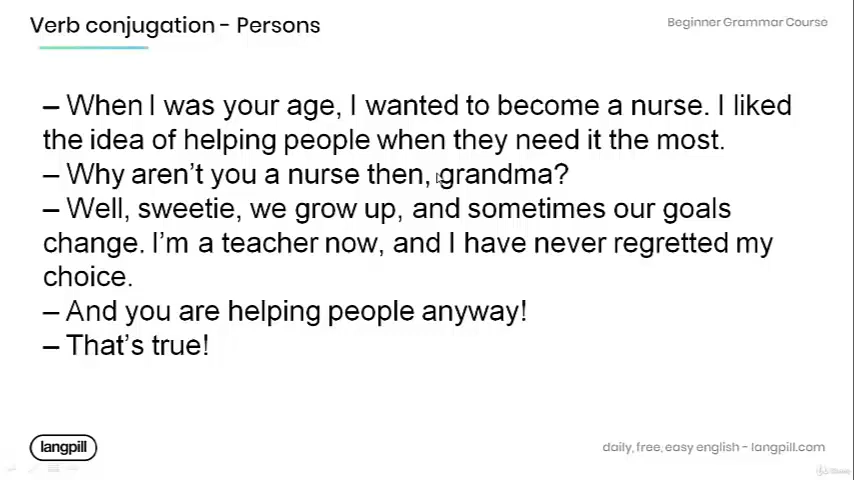 Verb conjugation - Persons
Beginner Grammar Course
– When I was your age, I wanted to become a nurse. I liked
the idea of helping people when they need it the most.
– Why aren’t you a nurse then, grandma?
– Well, sweetie, we grow up, and sometimes our goals
change. I’m a teacher now, and I have never regretted my
choice.
– And you are helping people anyway!
– That’s true!
langpill
daily, free, easy english - langpill.com